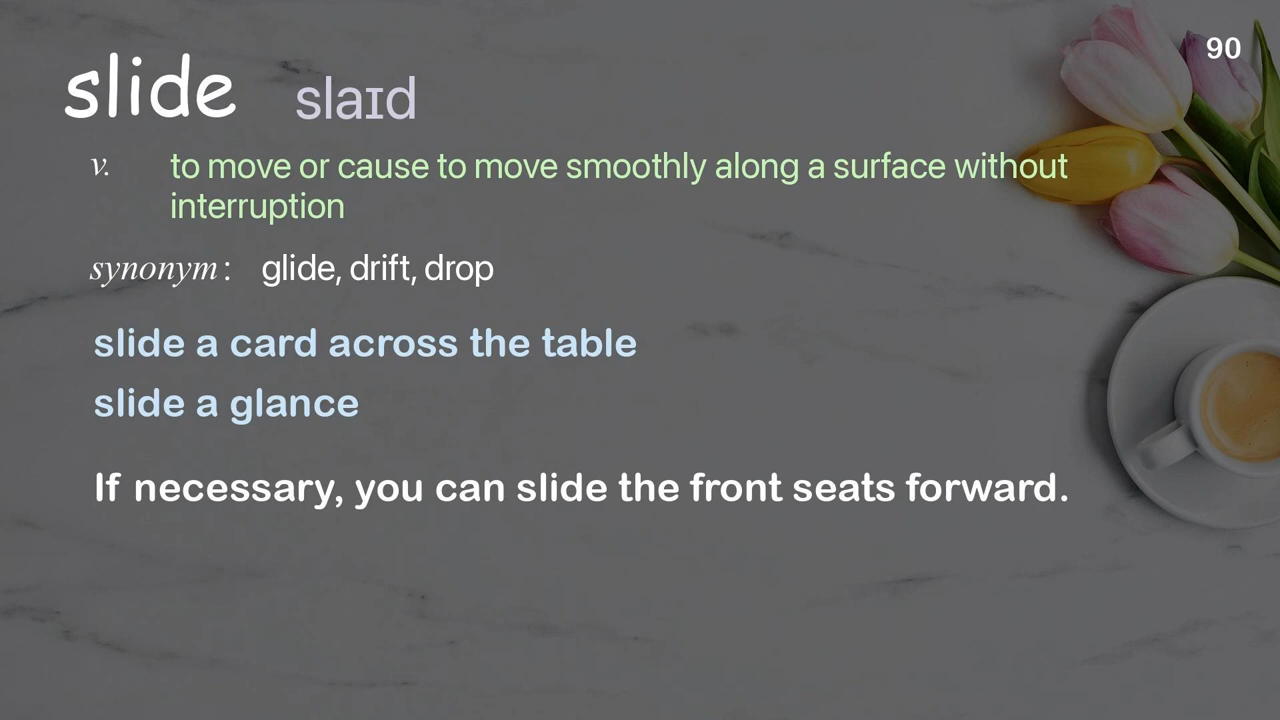 90
slide slaɪd
v. to move or cause to move smoothly along a surface without
interruption
synonym: glide, drift, drop
slide a card across the table
slide a glance
If necessary, you can slide the front seats forward.